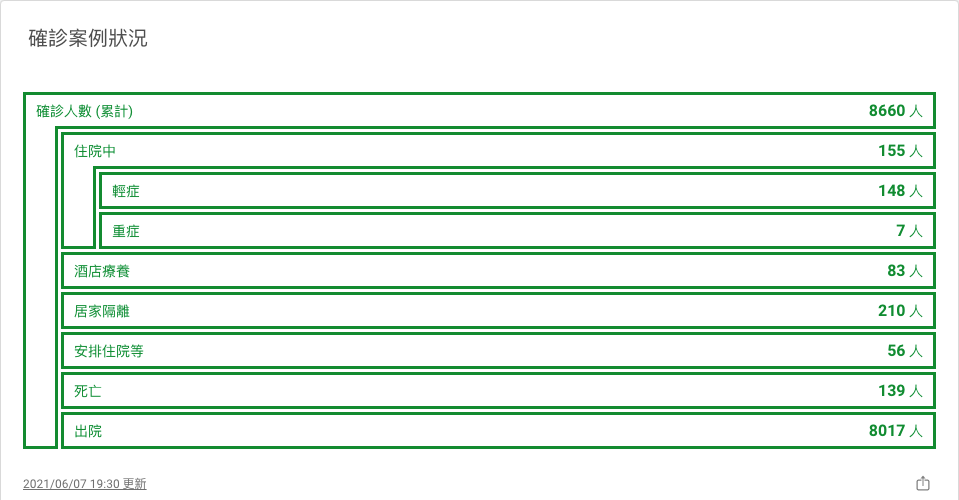 確診案例狀況
確診人數 (累計) 8660 人
住院中 155 人
輕症 148 人
重症 7 人
酒店療養 83 人
居家隔離 210 人
安排住院等 56 人
死亡 139 人
出院 8017 人
2021/06/07 19:30 更新